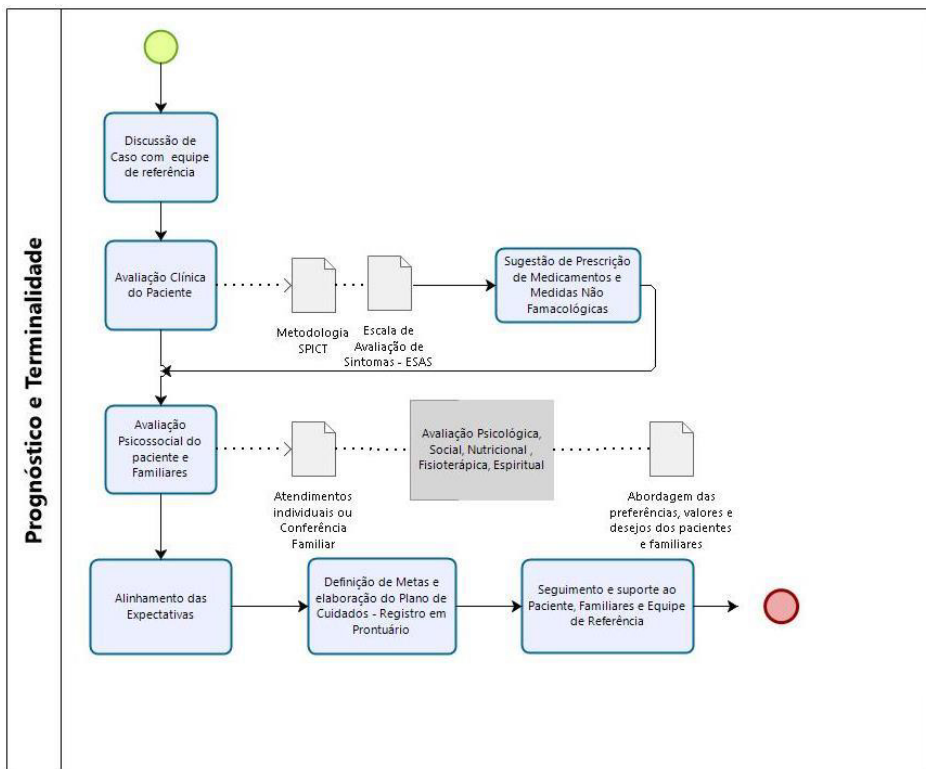 Prognóstico e Terminalidade
Discussão de
Caso com equipe
de referência
Avaliação Clínica
do Paciente
Metodologia
SPICT
Escala de
Avaliação de
Sintomas - ESAS
Sugestão de Prescrição
de Medicamentos e
Medidas Não
Famacológicas
Avaliação
Psicossocial do
paciente e
Familiares
Atendimentos
individuais ou
Conferência
Familiar
Avaliação Psicológica,
Social, Nutricional ,
Fisioterápica, Espiritual
Abordagem das
preferências, valores e
desejos dos pacientes
e familiares
Alinhamento das
Expectativas
Definição de Metas e
elaboração do Plano de
Cuidados - Registro em
Prontuário
Seguimento e suporte ao
Paciente, Familiares e Equipe
de Referência